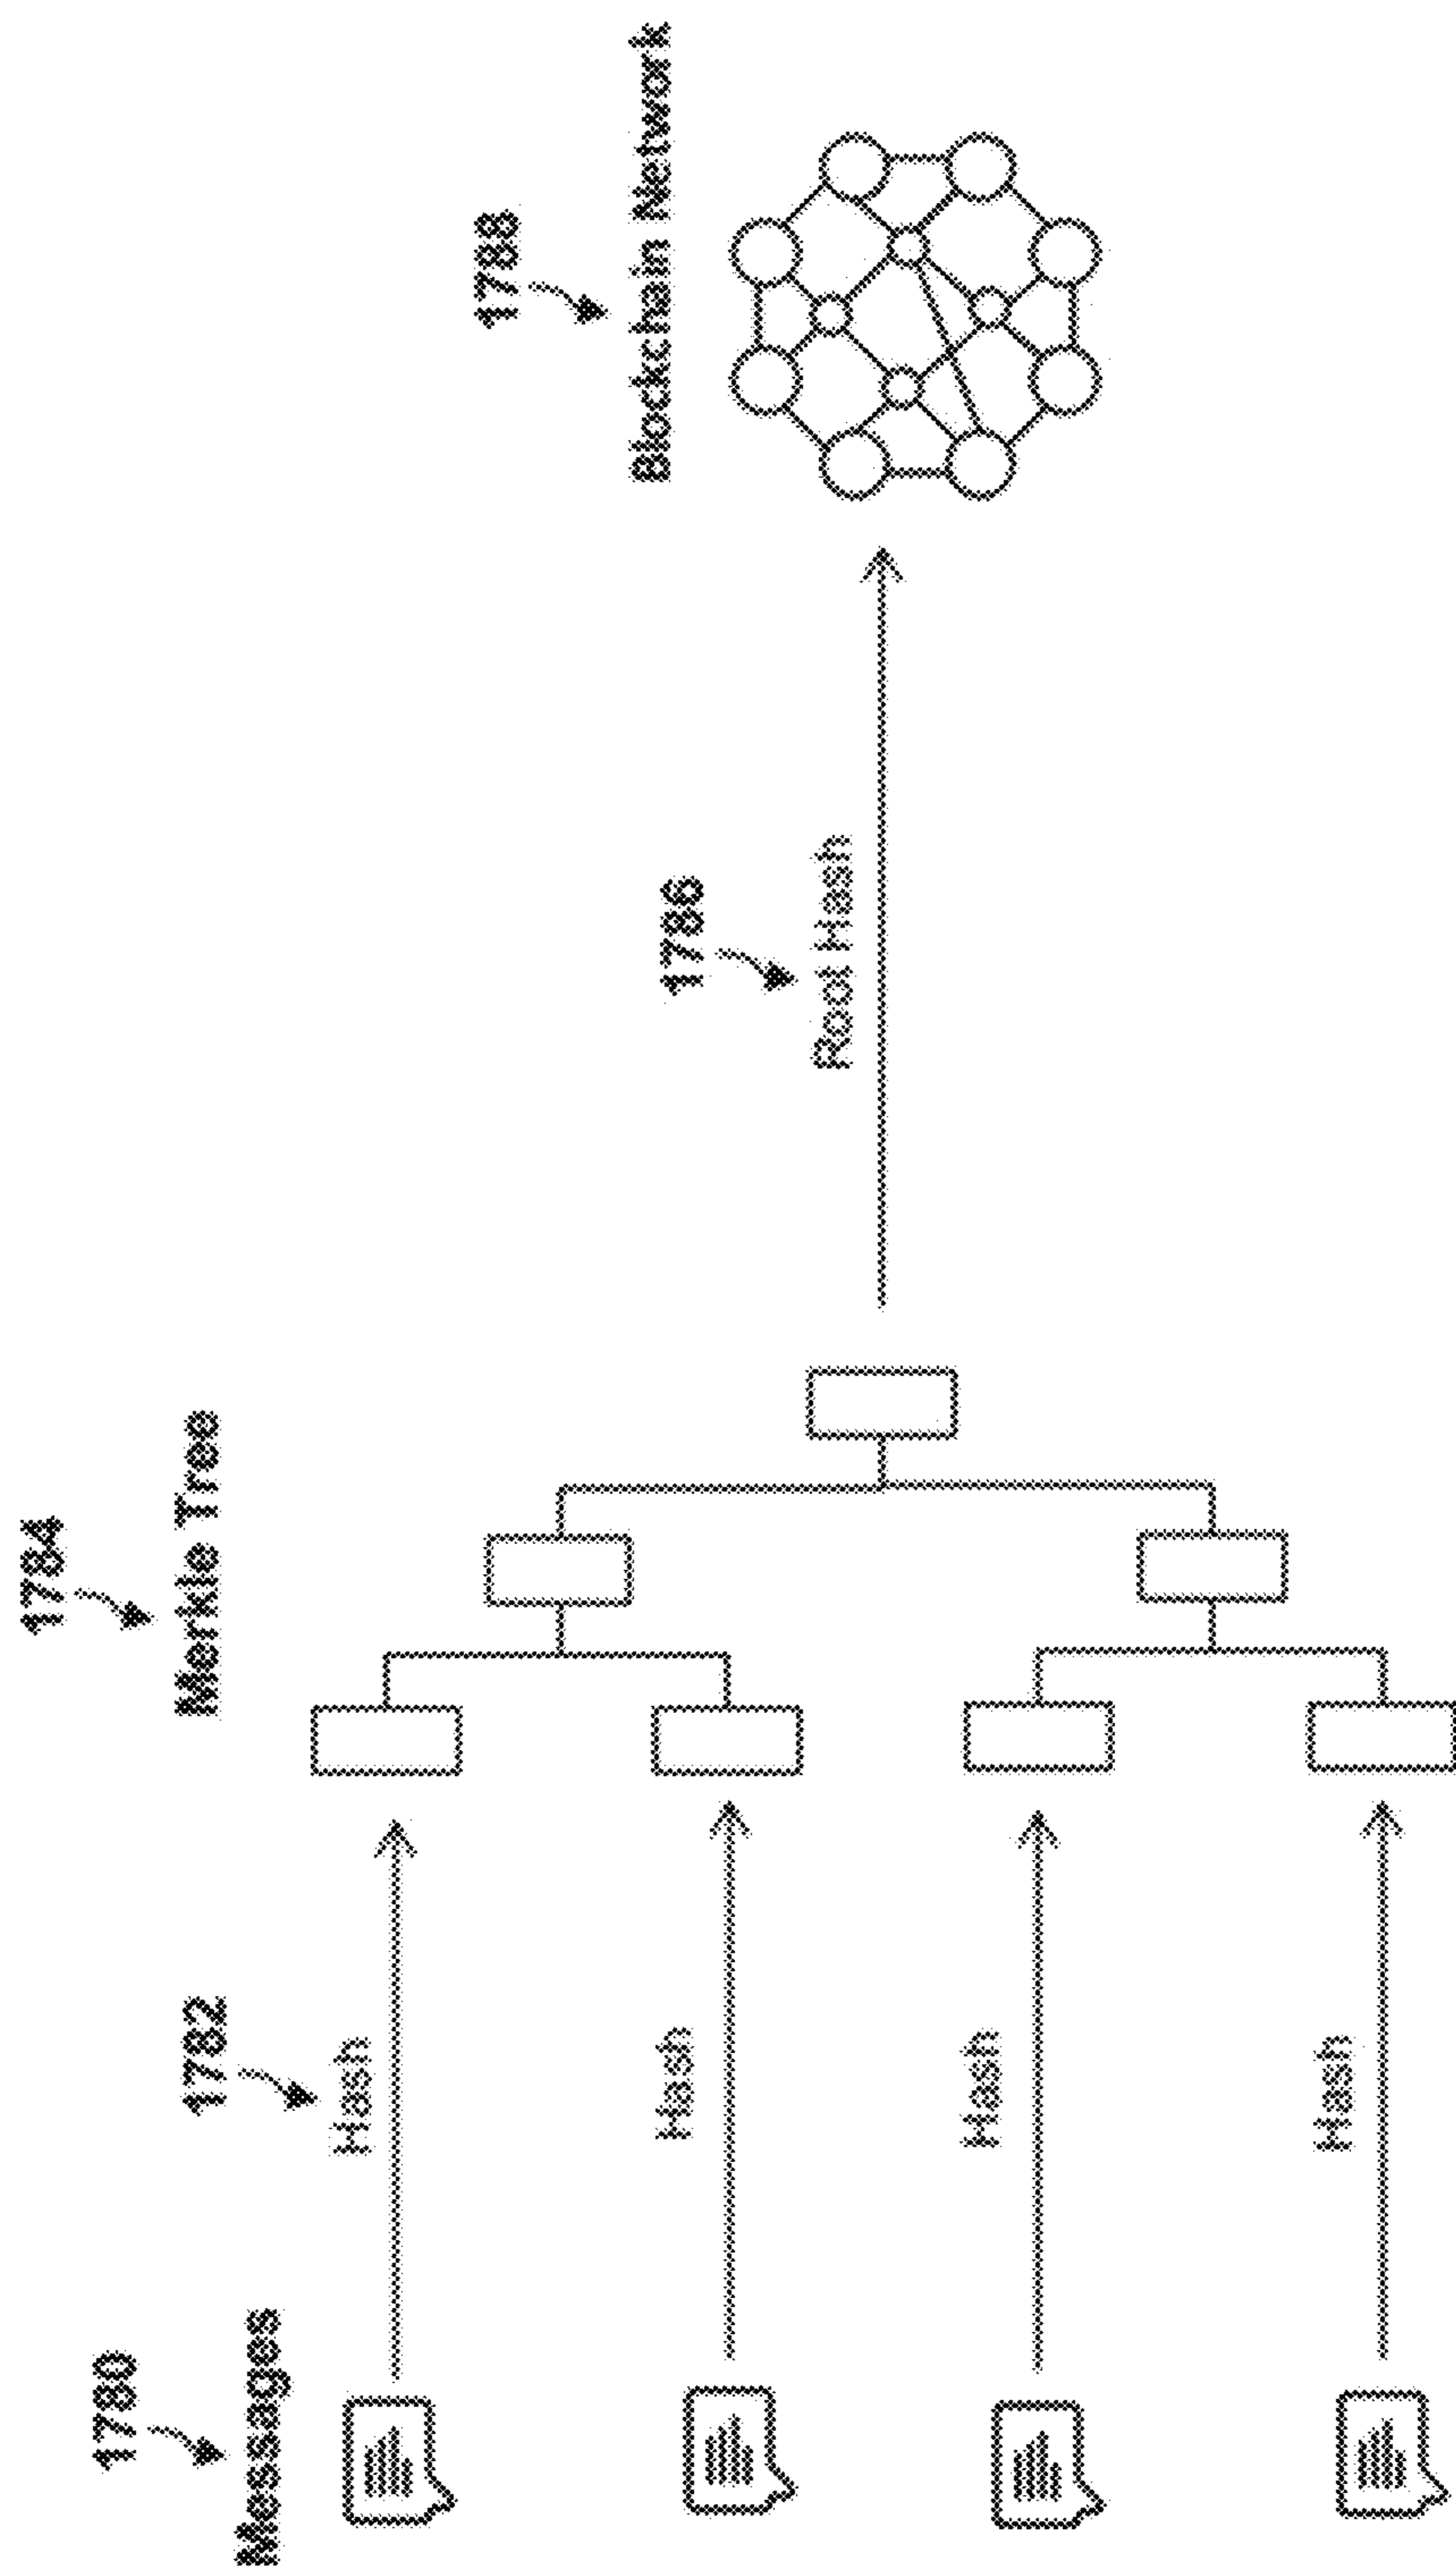 1780
Messages
1782
Hash
Hash
Hash
Hash
1784
Merkle Tree
1786
Root Hash
1788
Blockchain Network